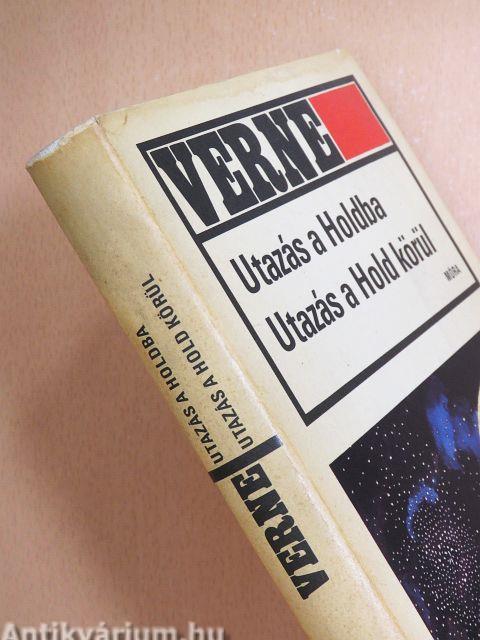 VERNE
Utazás a Holdba
Utazás a Hold körül
MÓRA
VERNE
UTAZÁS A HOLDBA
UTAZÁS A HOLD KÖRÜL
Antikvárium.hu